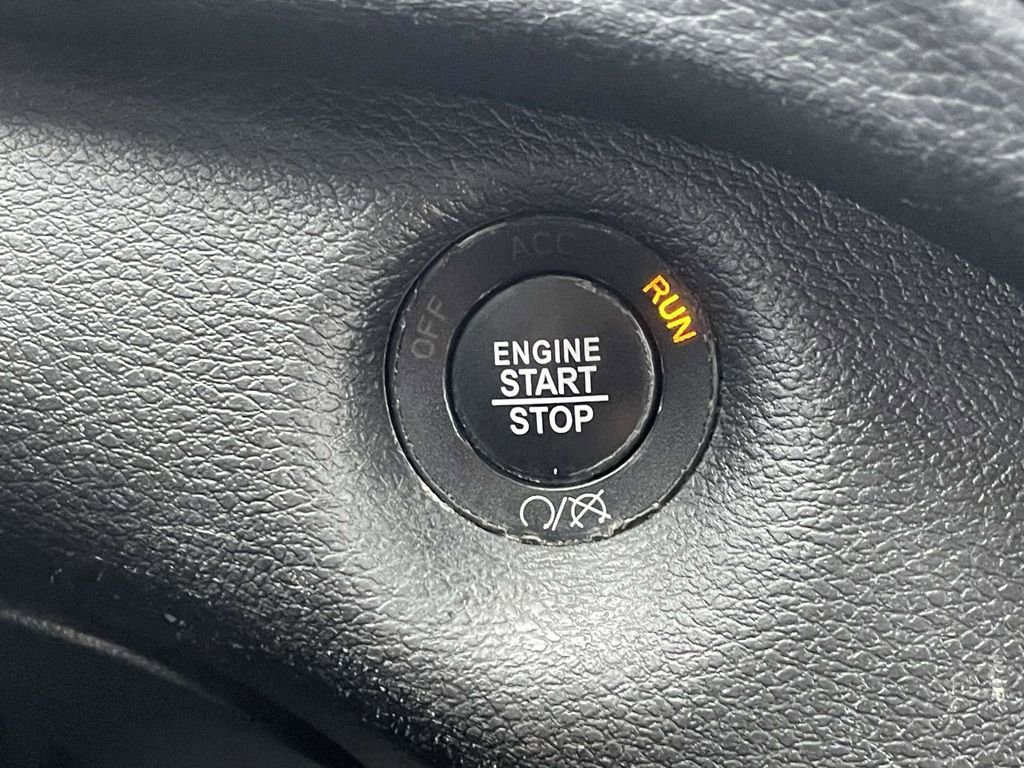 ACC
OFF
RUN
ENGINE
START
STOP